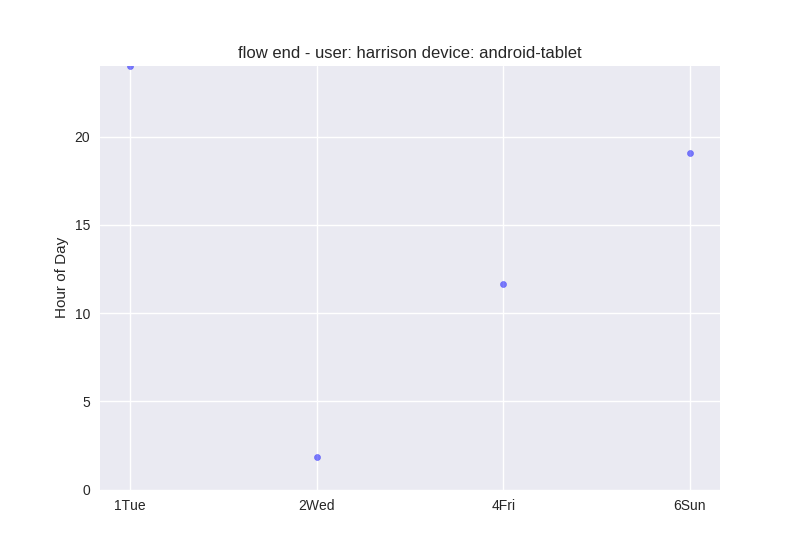 flow end - user: harrison device: android-tablet
Hour of Day
20
15
10
5
0
1Tue 2Wed 4Fri 6Sun